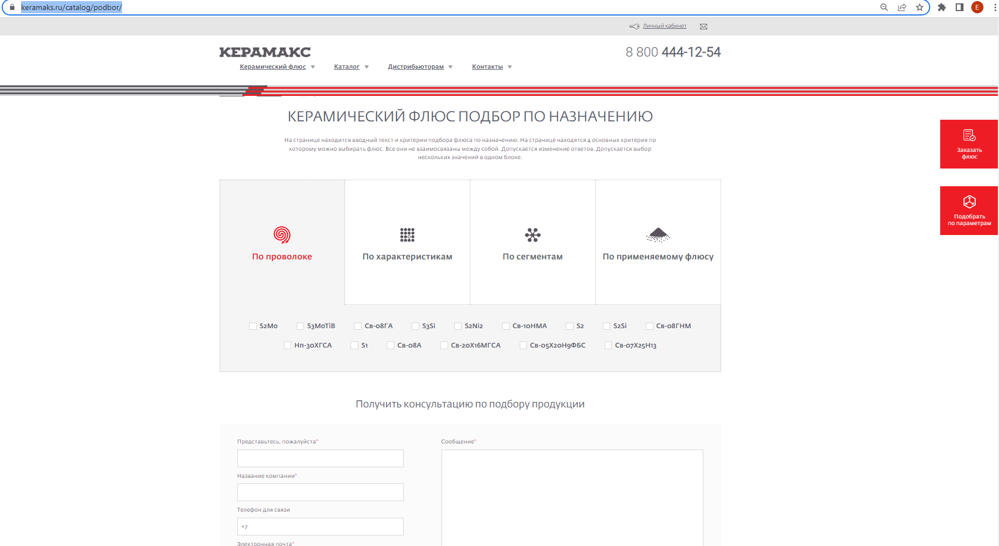 keramaks.ru/catalog/podbor/
E
Личный кабинет
КЕРАМАКС
8 800 444-12-54
Керамический флюс Каталог Дистрибьюторам Контакты
КЕРАМИЧЕСКИЙ ФЛЮС ПОДБОР ПО НАЗНАЧЕНИЮ
На странице находится вводный текст и критерии подбора флюса по назначению. На странице находятся 4 основных критерия по
которому можно выбирать флюс. Все они не взаимосвязаны между собой. Допускается изменение ответов. Допускается выбор
нескольких значений в одном блоке.
Заказать
флюс
Подобрать
по параметрам
По проволоке По характеристикам По сегментам По применяемому флюсу
S2Mo S3MoTiB Св-08ГА S3Si S2Ni2 Св-10НМА S2 S2Si Св-08ГНМ
Нп-30ХГСА S1 Св-08А Св-20Х16МГСА Св-05Х20Н9ФБС Св-07Х25Н13
Получить консультацию по подбору продукции
Представьтесь, пожалуйста*
Сообщение*
Название компании*
Телефон для связи
+7
Электронная почта*